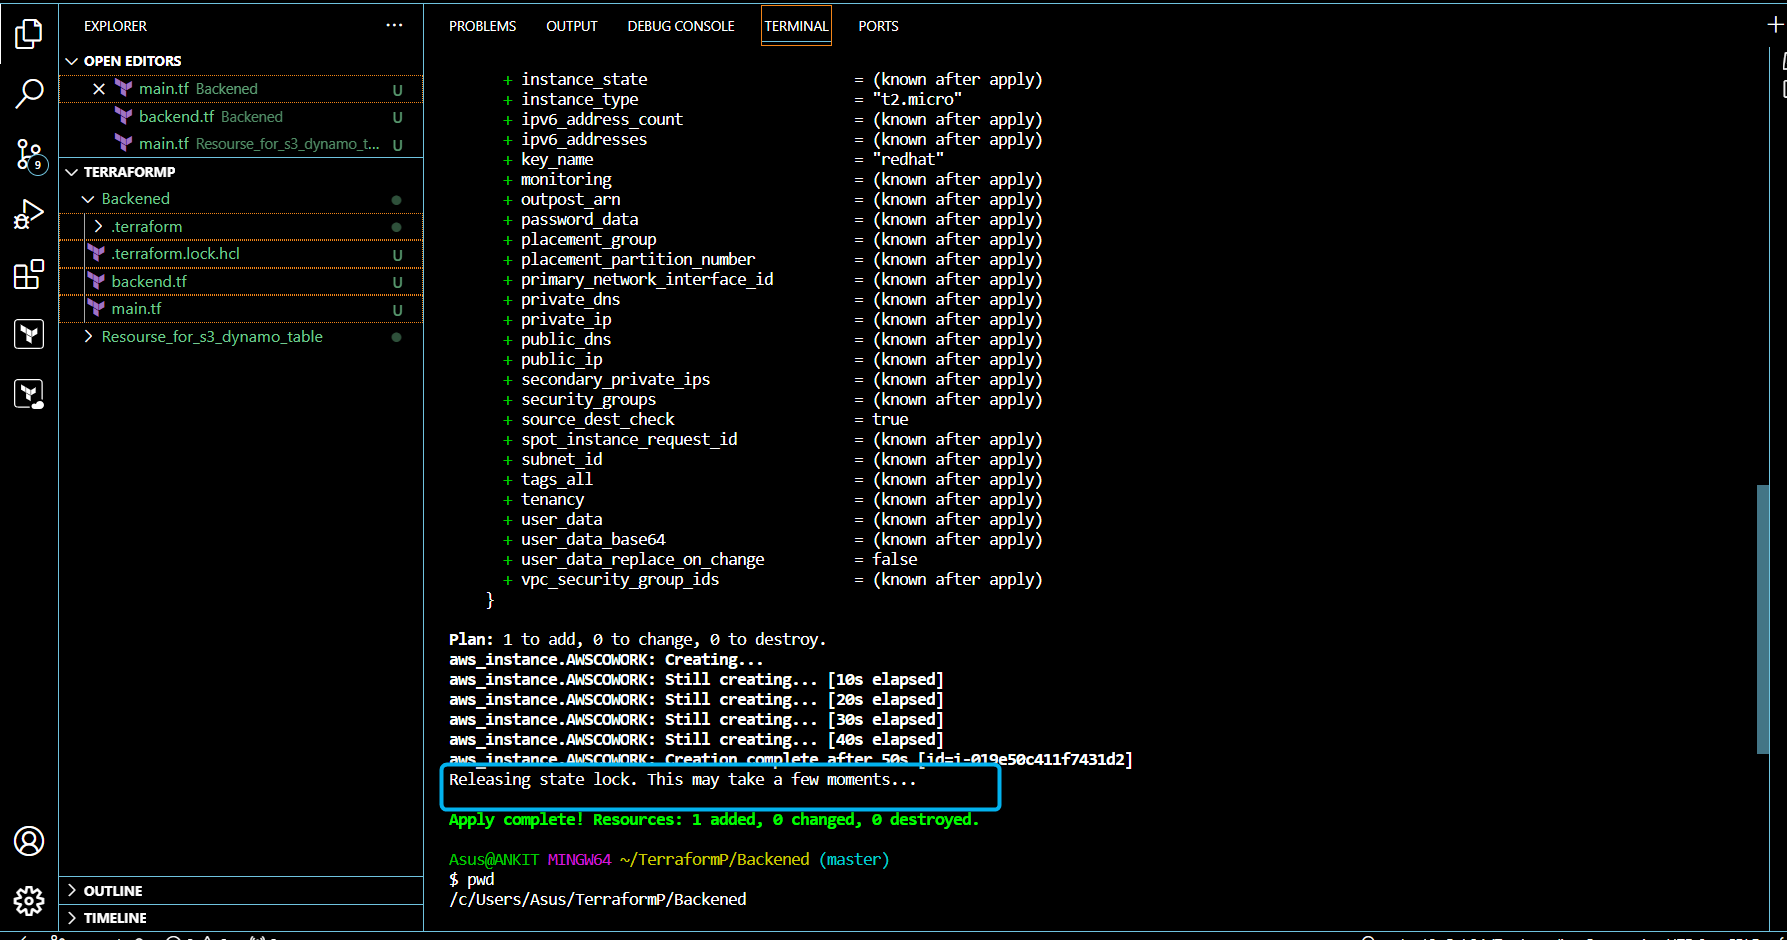 EXPLORER ...
OPEN EDITORS
main.tf Backened U
backend.tf Backened U
main.tf Resourse_for_s3_dynamo_t... U
9
TERRAFORMP
Backened
.terraform
.terraform.lock.hcl U
backend.tf U
main.tf U
Resourse_for_s3_dynamo_table
OUTLINE
TIMELINE
PROBLEMS OUTPUT DEBUG CONSOLE TERMINAL PORTS
+ instance_state = (known after apply)
+ instance_type = "t2.micro"
+ ipv6_address_count = (known after apply)
+ ipv6_addresses = (known after apply)
+ key_name = "redhat"
+ monitoring = (known after apply)
+ outpost_arn = (known after apply)
+ password_data = (known after apply)
+ placement_group = (known after apply)
+ placement_partition_number = (known after apply)
+ primary_network_interface_id = (known after apply)
+ private_dns = (known after apply)
+ private_ip = (known after apply)
+ public_dns = (known after apply)
+ public_ip = (known after apply)
+ secondary_private_ips = (known after apply)
+ security_groups = (known after apply)
+ source_dest_check = true
+ spot_instance_request_id = (known after apply)
+ subnet_id = (known after apply)
+ tags_all = (known after apply)
+ tenancy = (known after apply)
+ user_data = (known after apply)
+ user_data_base64 = (known after apply)
+ user_data_replace_on_change = false
+ vpc_security_group_ids = (known after apply)
}
Plan: 1 to add, 0 to change, 0 to destroy.
aws_instance.AWSCOWORK: Creating...
aws_instance.AWSCOWORK: Still creating... [10s elapsed]
aws_instance.AWSCOWORK: Still creating... [20s elapsed]
aws_instance.AWSCOWORK: Still creating... [30s elapsed]
aws_instance.AWSCOWORK: Still creating... [40s elapsed]
aws_instance.AWSCOWORK: Creation complete after 50s [id=i-019e50c411f7431d2]
Releasing state lock. This may take a few moments...
Apply complete! Resources: 1 added, 0 changed, 0 destroyed.
Asus@ANKIT MINGW64 ~/TerraformP/Backened (master)
$ pwd
/c/Users/Asus/TerraformP/Backened